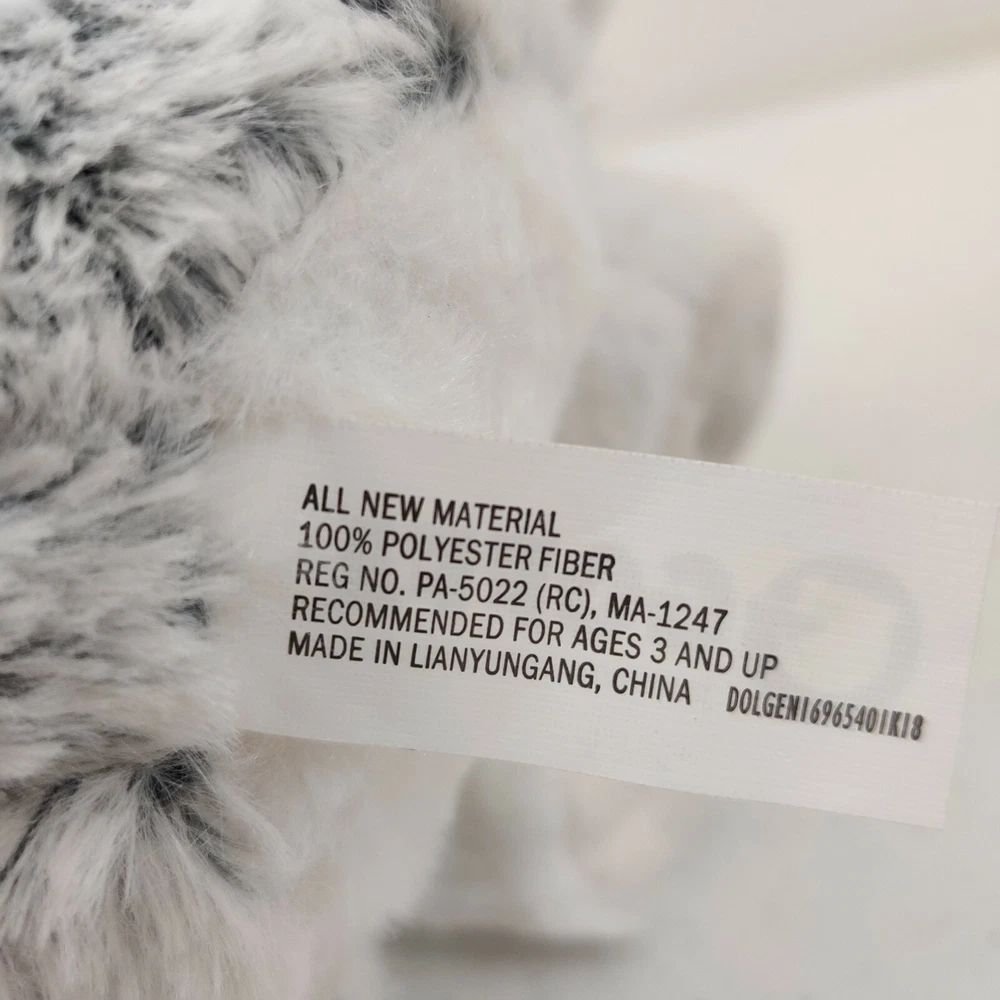 ALL NEW MATERIAL
100% POLYESTER FIBER
REG NO. PA-5022 (RC), MA-1247
RECOMMENDED FOR AGES 3 AND UP
MADE IN LIANYUNGANG, CHINA DOLGEN16965401K18